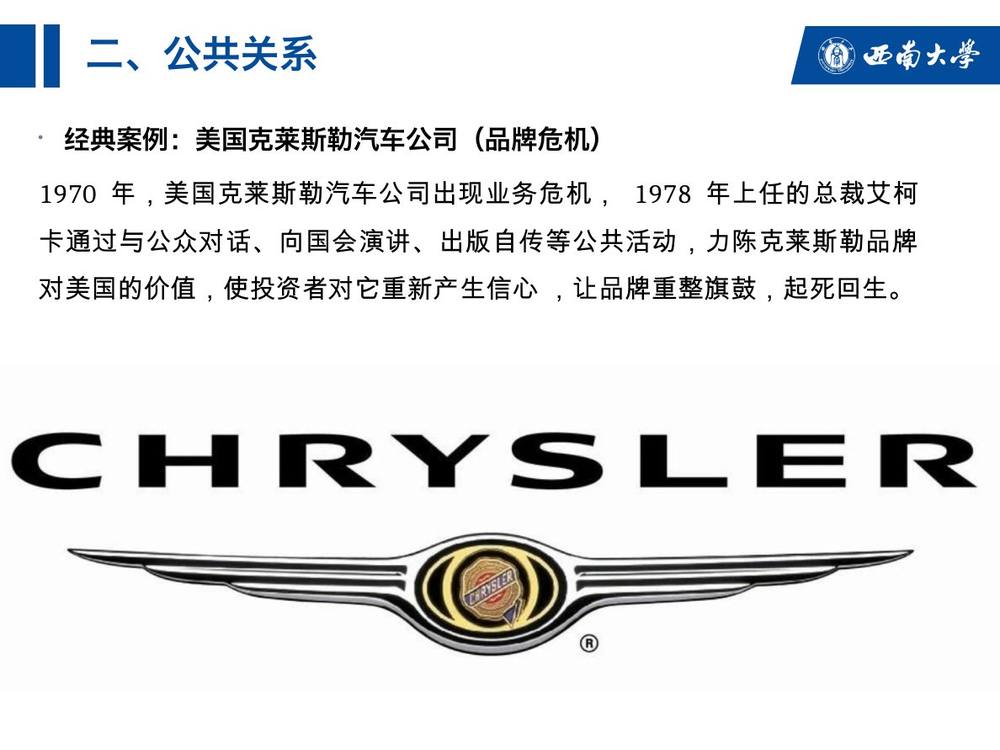 二、公共关系
西南大学
· 经典案例：美国克莱斯勒汽车公司（品牌危机）
1970 年，美国克莱斯勒汽车公司出现业务危机， 1978 年上任的总裁艾柯
卡通过与公众对话、向国会演讲、出版自传等公共活动，力陈克莱斯勒品牌
对美国的价值，使投资者对它重新产生信心 ，让品牌重整旗鼓，起死回生。
CHRYSLER
CHRYSLER
®